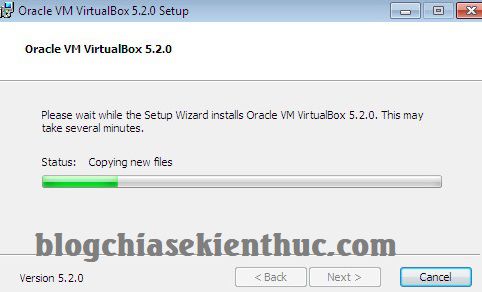 Oracle VM VirtualBox 5.2.0 Setup
Oracle VM VirtualBox 5.2.0
Please wait while the Setup Wizard installs Oracle VM VirtualBox 5.2.0. This may
take several minutes.
Status: Copying new files
blogchiasekienthuc.com
Version 5.2.0
< Back
Next >
Cancel